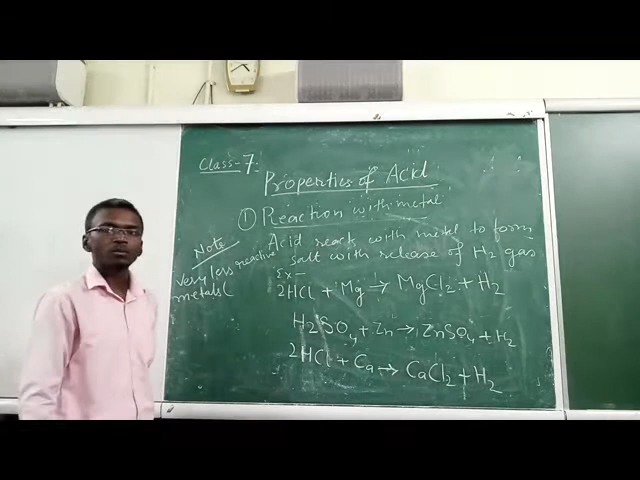 Class-7:
Properties of Acid
① Reaction with metal
Acid reacts with metal to form
salt with release of H2 gas
Note
very less reactive
metals(
Ex-
2HCl + Mg → MgCl2 + H2
H2SO4 + Zn → ZnSO4 + H2
2HCl + Ca → CaCl2 + H2